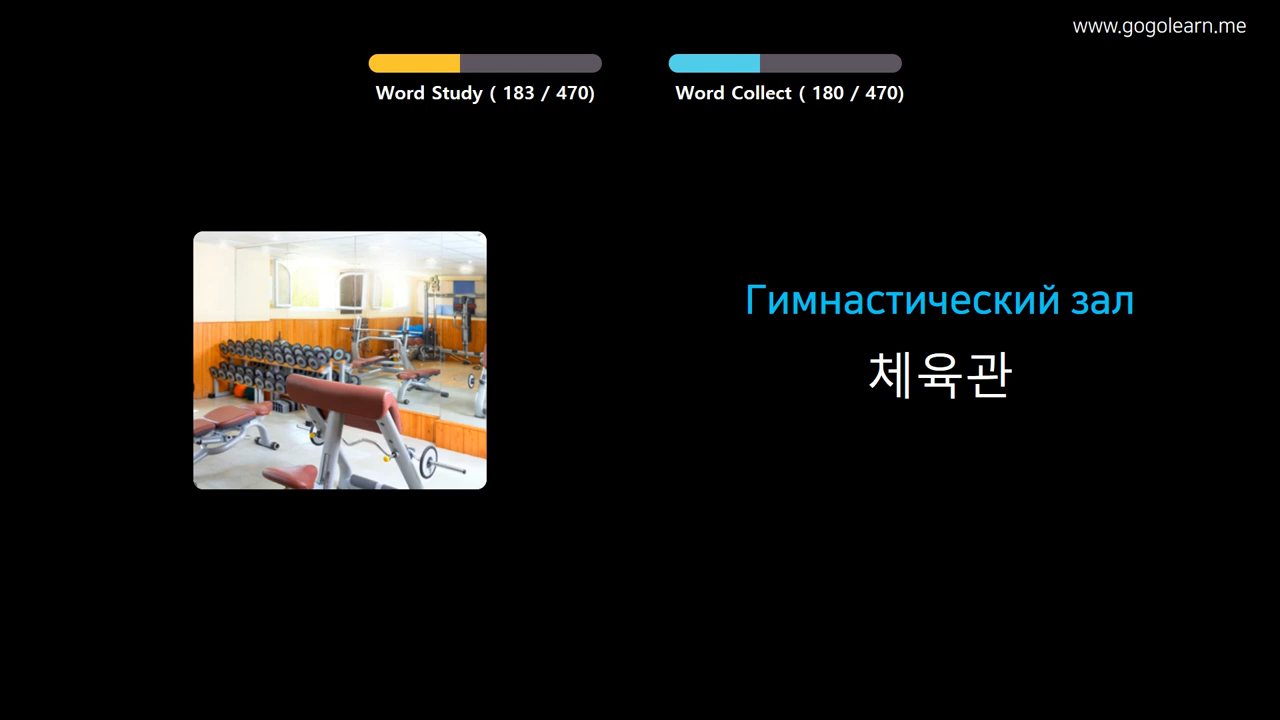 www.gogolearn.me
Word Study ( 183 / 470)
Word Collect ( 180 / 470)
Гимнастический зал
체육관